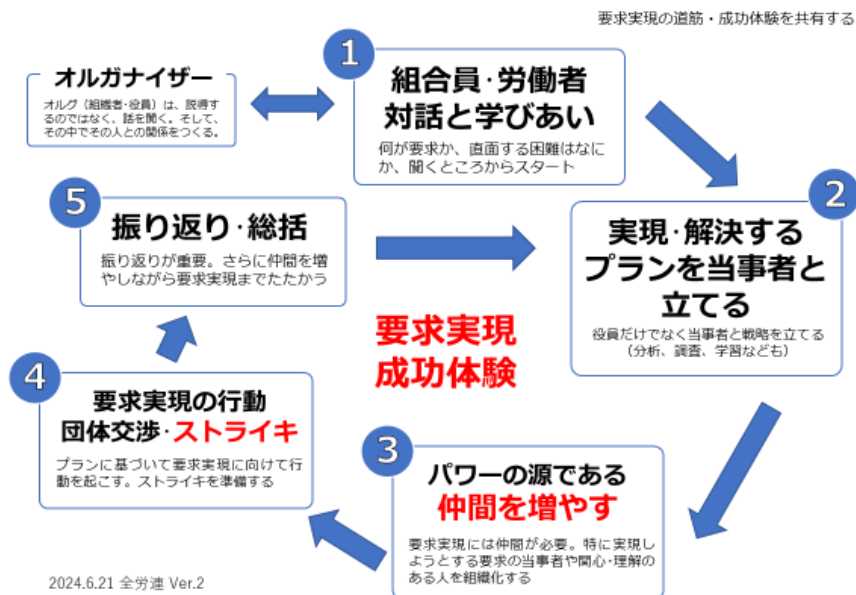 要求実現の道筋・成功体験を共有する
オルガナイザー
オルグ（組織者・役員）は、説得す
るのではなく、話を聞く。そして、
その中でその人との関係をつくる。
1
組合員・労働者
対話と学びあい
何が要求か、直面する困難はなに
か、聞くところからスタート
2
実現・解決する
プランを当事者と
立てる
役員だけでなく当事者と戦略を立てる
（分析、調査、学習なども）
5
振り返り・総括
振り返りが重要。さらに仲間を増
やしながら要求実現までたたかう
要求実現
成功体験
4
要求実現の行動
団体交渉・ストライキ
プランに基づいて要求実現に向けて行
動を起こす。ストライキを準備する
3
パワーの源である
仲間を増やす
要求実現には仲間が必要。特に実現し
ようとする要求の当事者や関心・理解の
ある人を組織化する
2024.6.21 全労連 Ver.2